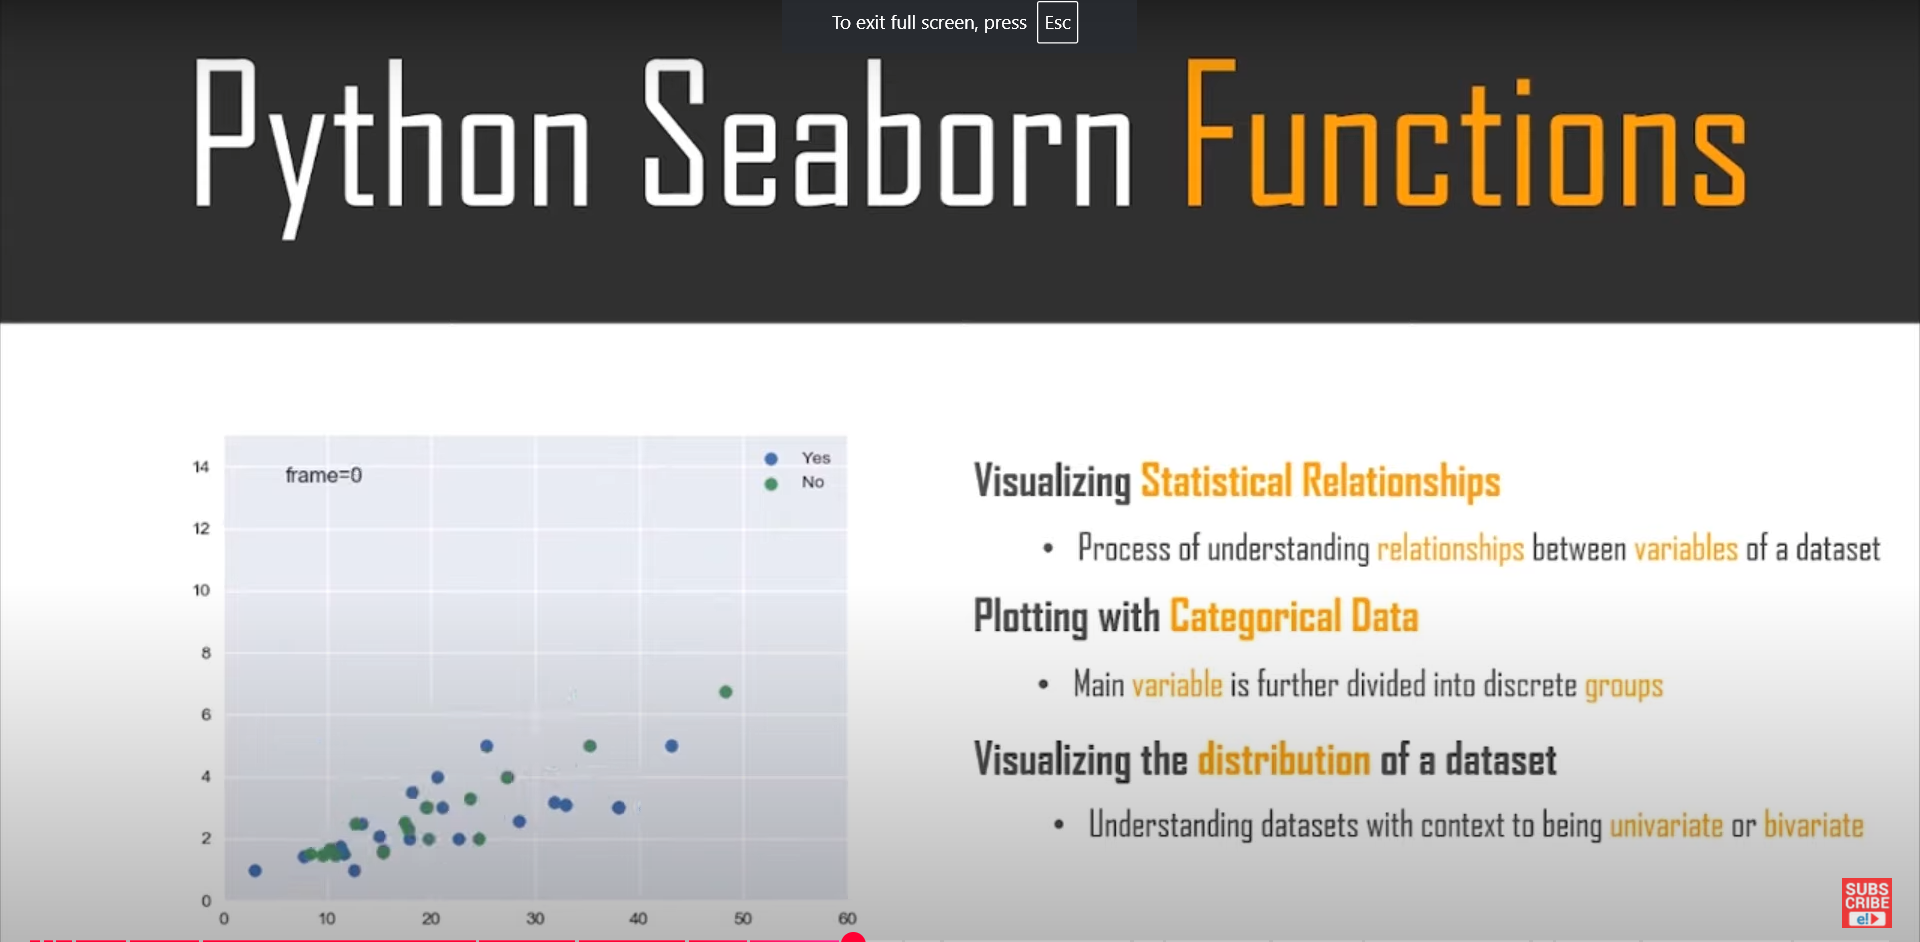 To exit full screen, press Esc
Python Seaborn Functions
frame=0
Yes
No
14
12
10
8
6
4
2
0
0 10 20 30 40 50 60
Visualizing Statistical Relationships
• Process of understanding relationships between variables of a dataset
Plotting with Categorical Data
• Main variable is further divided into discrete groups
Visualizing the distribution of a dataset
• Understanding datasets with context to being univariate or bivariate
SUBS
CRIBE
e!